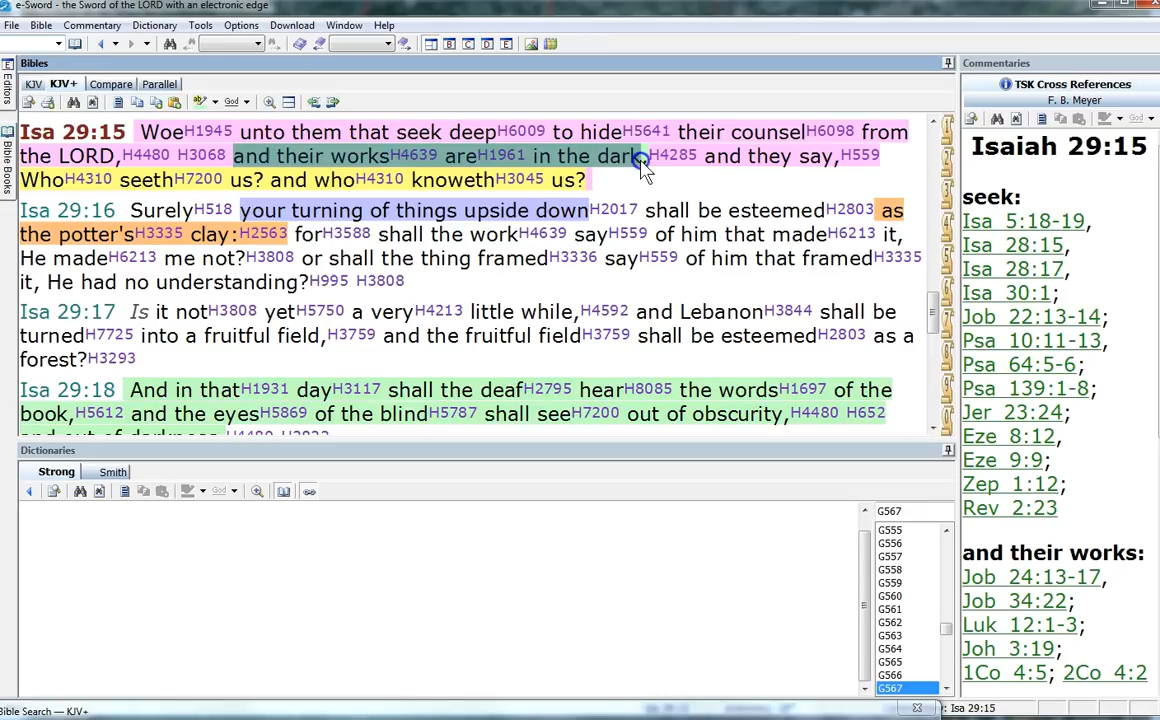 e-Sword - the Sword of the LORD with an electronic edge
File Bible Commentary Dictionary Tools Options Download Window Help
B C D E
Bibles
KJV KJV+ Compare Parallel
God
Isa 29:15 WoeH1945 unto them that seek deepH6009 to hideH5641 their counselH6098 from
the LORD,H4480 H3068 and their worksH4639 areH1961 in the dark,H4285 and they say,H559
WhoH4310 seethH7200 us? and whoH4310 knowethH3045 us?
Isa 29:16 SurelyH518 your turning of things upside downH2017 shall be esteemedH2803 as
the potter'sH3335 clay:H2563 forH3588 shall the workH4639 sayH559 of him that madeH6213 it,
He madeH6213 me not?H3808 or shall the thing framedH3336 sayH559 of him that framedH3335
it, He had no understanding?H995 H3808
Isa 29:17 Is it notH3808 yetH5750 a veryH4213 little while,H4592 and LebanonH3844 shall be
turnedH7725 into a fruitful field,H3759 and the fruitful fieldH3759 shall be esteemedH2803 as a
forest?H3293
Isa 29:18 And in thatH1931 dayH3117 shall the deafH2795 hearH8085 the wordsH1697 of the
book,H5612 and the eyesH5869 of the blindH5787 shall seeH7200 out of obscurity,H4480 H652
and out of darkness.H4480 H2822
Editors
Bible Books
Dictionaries
Strong Smith
God
G567
G555
G556
G557
G558
G559
G560
G561
G562
G563
G564
G565
G566
G567
Commentaries
TSK Cross References
F. B. Meyer
God
Isaiah 29:15
seek:
Isa 5:18-19,
Isa 28:15,
Isa 28:17,
Isa 30:1;
Job 22:13-14;
Psa 10:11-13,
Psa 64:5-6;
Psa 139:1-8;
Jer 23:24;
Eze 8:12,
Eze 9:9;
Zep 1:12;
Rev 2:23
and their works:
Job 24:13-17,
Job 34:22;
Luk 12:1-3;
Joh 3:19;
1Co 4:5; 2Co 4:2
Bible Search — KJV+
: Isa 29:15